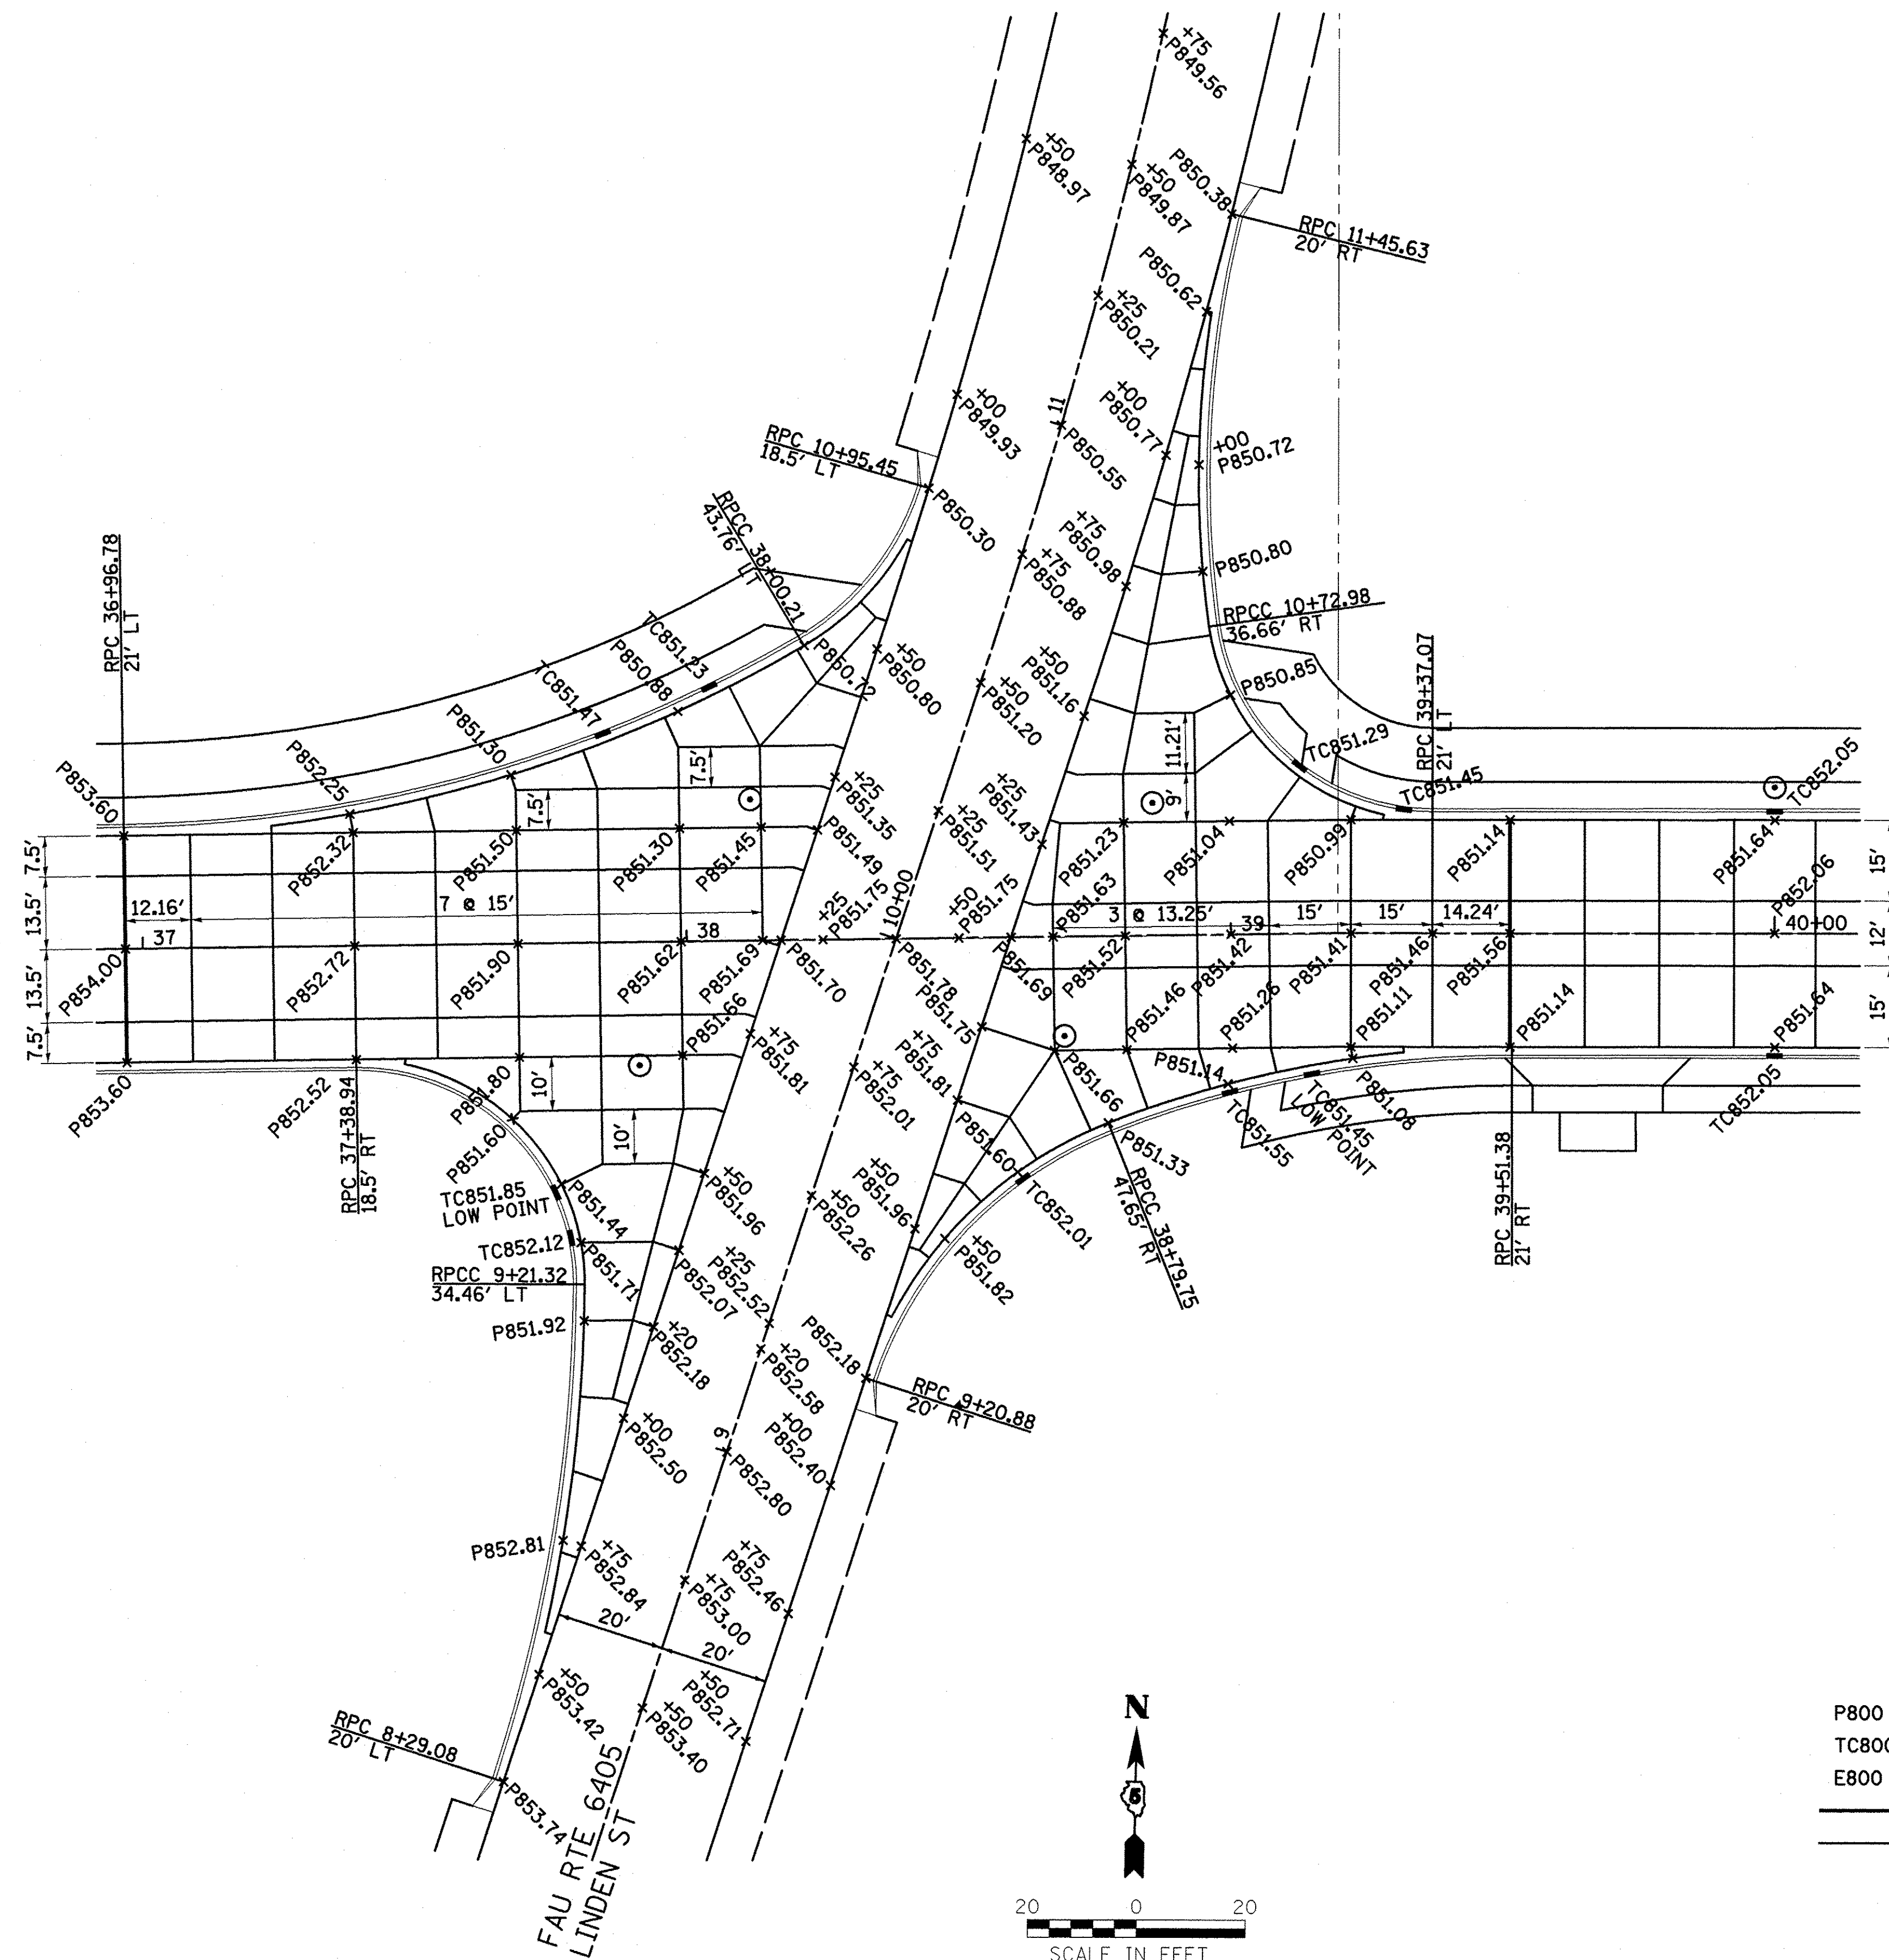 +75
P849.56
+50
P848.97
+50
P849.87
P850.38
RPC 11+45.63
20' RT
P850.62
+25
P850.21
+00
P849.93
11
P850.55
+00
P850.77
+00
P850.72
RPC 10+95.45
18.5' LT
P850.30
RPCC 38+00.21
43.76' LT
+75
P850.88
+75
P850.98
P850.80
RPCC 10+72.98
36.66' RT
RPC 36+96.78
21' LT
TC851.23
P850.88
TC851.47
P851.30
P850.72
+50
P850.80
+50
P851.20
+50
P851.16
P850.85
RPC 39+37.07
21' LT
11.21'
TC851.29
TC851.45
TC852.05
P853.60
P852.25
7.5'
7.5'
+25
P851.35
+25
P851.51
+25
P851.43
9'
7.5'
P852.32
P851.50
P851.30
P851.45
P851.49
P851.23
P851.04
P850.99
P851.14
P851.64
15'
13.5'
12.16'
7 @ 15'
+25
P851.75
10+00
+50
P851.75
P851.63
3 @ 13.25'
15'
15'
14.24'
P852.06
12'
37
38
39
40+00
P854.00
P852.72
P851.90
P851.62
P851.69
P851.70
P851.78
P851.69
P851.52
P851.42
P851.41
P851.46
P851.56
13.5'
7.5'
P851.66
P851.75
P851.46
P851.26
P851.11
P851.14
P851.64
15'
P853.60
P852.52
RPC 37+38.94
18.5' RT
P851.80
10'
P851.60
10'
+75
P851.81
+75
P852.01
+75
P851.81
P851.66
P851.14
TC851.55
TC851.45
LOW POINT
P851.08
TC852.05
RPC 39+51.38
21' RT
TC851.85
LOW POINT
P851.44
+50
P851.96
+50
P852.26
+50
P851.96
P851.60
TC852.01
P851.33
RPCC 38+79.75
47.65' RT
TC852.12
P851.71
RPCC 9+21.32
34.46' LT
P852.07
+25
P852.52
+50
P851.82
P851.92
+20
P852.18
+20
P852.58
P852.18
RPC 9+20.88
20' RT
+00
P852.50
9
P852.80
+00
P852.40
P852.81
+75
P852.84
+75
P853.00
+75
P852.46
20'
20'
+50
P853.42
+50
P853.40
+50
P852.71
RPC 8+29.08
20' LT
P853.74
FAU RTE 6405
LINDEN ST
N
5
20 0 20
SCALE IN FEET
P800
TC800
E800